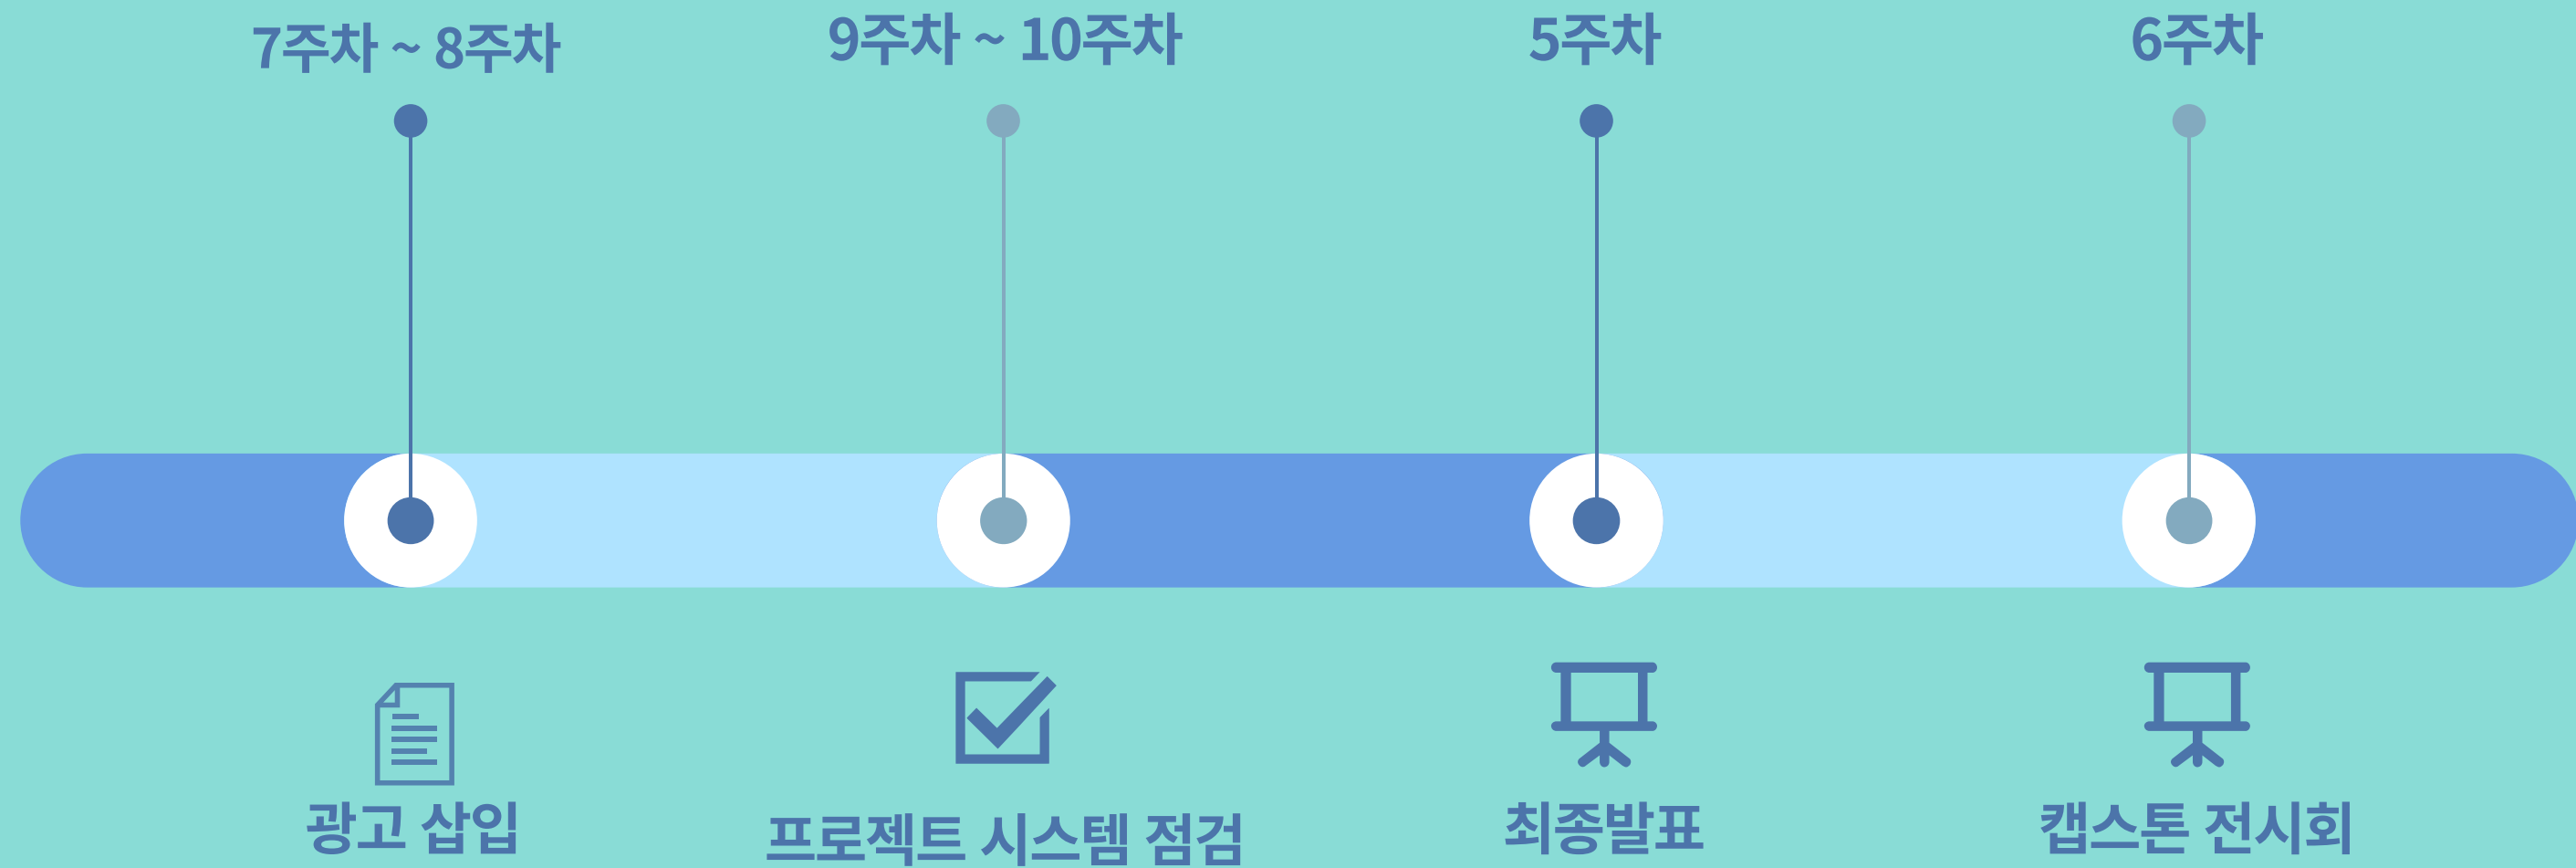 7주차 ~ 8주차
9주차 ~ 10주차
5주차
6주차
광고 삽입
프로젝트 시스템 점검
최종발표
캡스톤 전시회